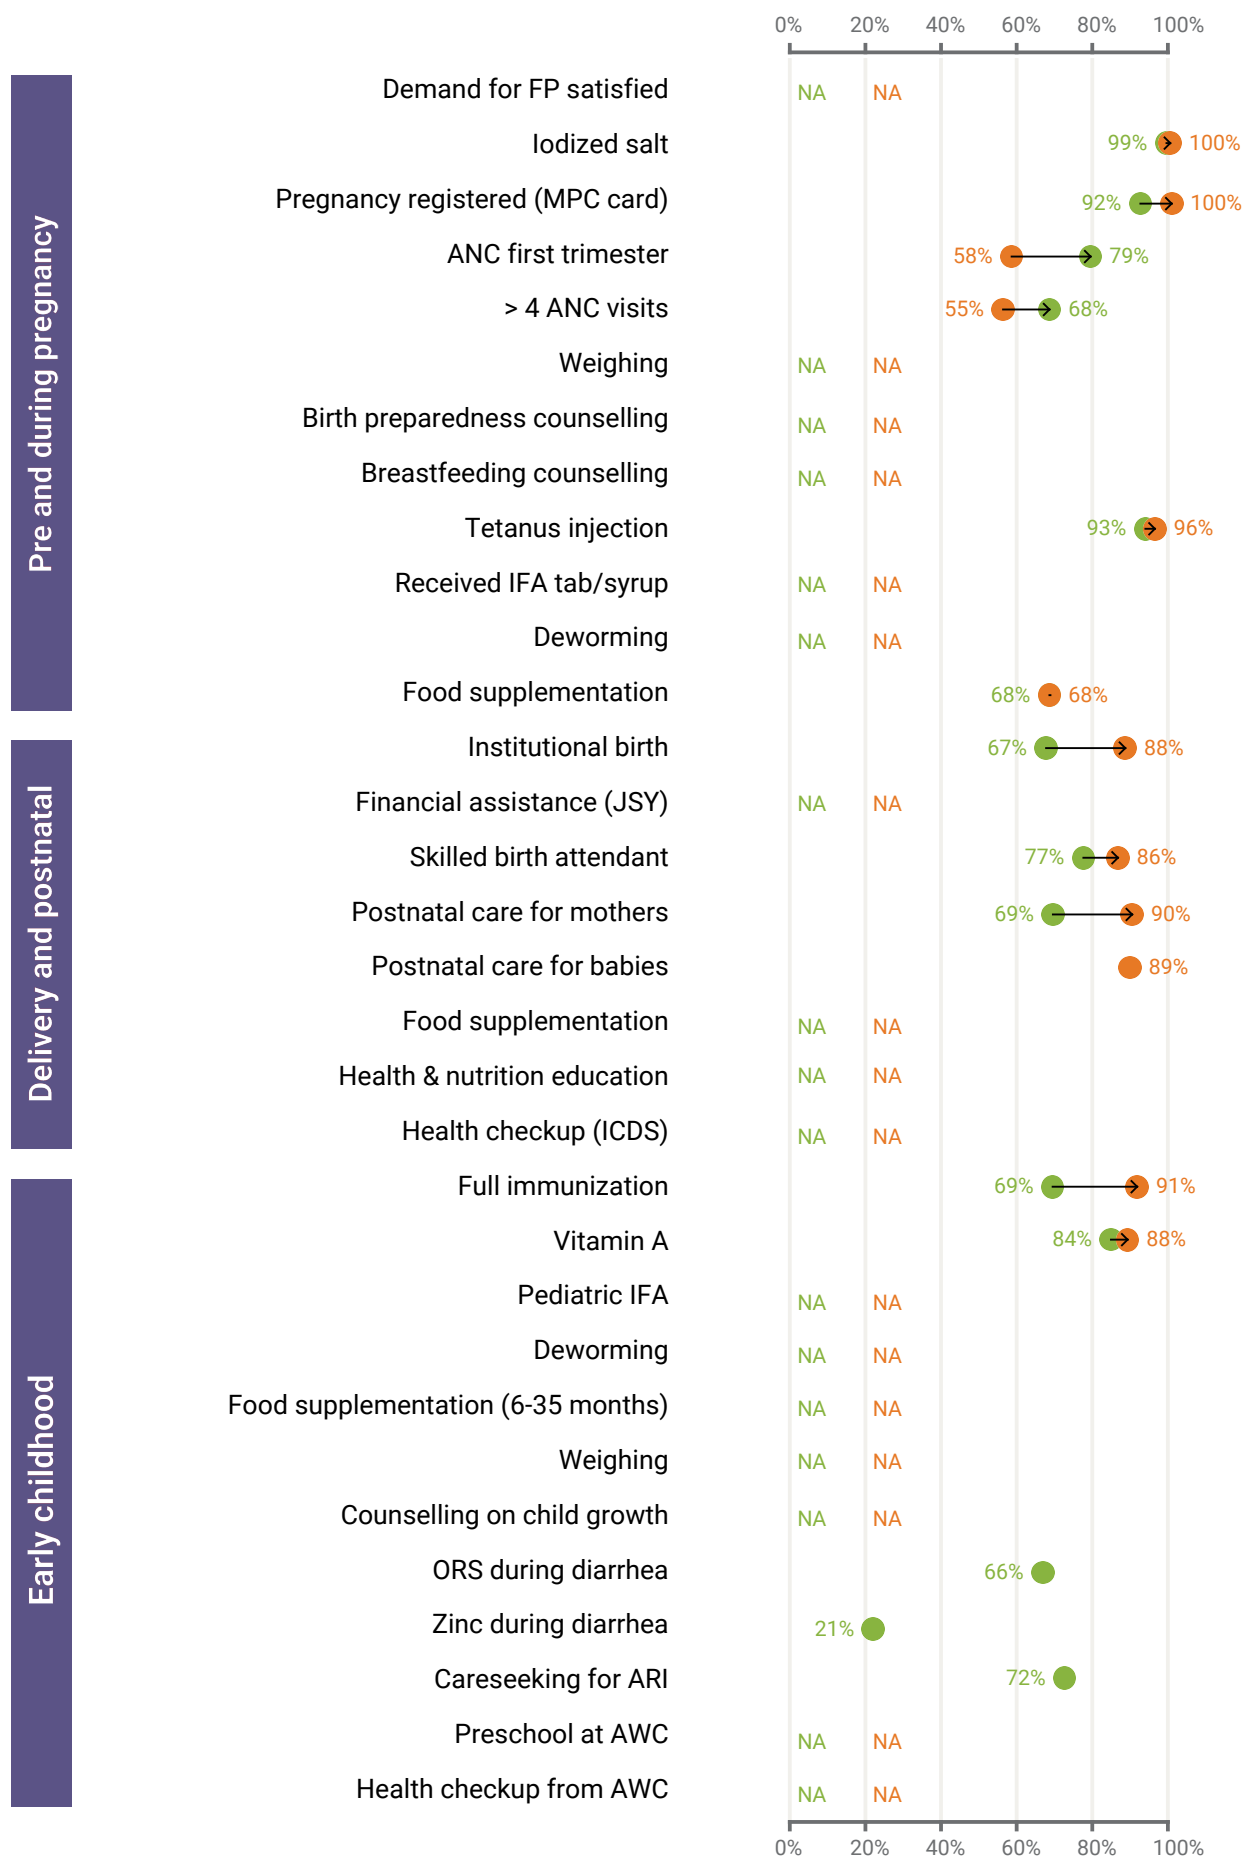 0% 20% 40% 60% 80% 100%
Pre and during pregnancy
Demand for FP satisfied NA NA
Iodized salt 99% 100%
Pregnancy registered (MPC card) 92% 100%
ANC first trimester 58% 79%
> 4 ANC visits 55% 68%
Weighing NA NA
Birth preparedness counselling NA NA
Breastfeeding counselling NA NA
Tetanus injection 93% 96%
Received IFA tab/syrup NA NA
Deworming NA NA
Food supplementation 68% 68%
Delivery and postnatal
Institutional birth 67% 88%
Financial assistance (JSY) NA NA
Skilled birth attendant 77% 86%
Postnatal care for mothers 69% 90%
Postnatal care for babies 89%
Food supplementation NA NA
Health & nutrition education NA NA
Health checkup (ICDS) NA NA
Early childhood
Full immunization 69% 91%
Vitamin A 84% 88%
Pediatric IFA NA NA
Deworming NA NA
Food supplementation (6-35 months) NA NA
Weighing NA NA
Counselling on child growth NA NA
ORS during diarrhea 66%
Zinc during diarrhea 21%
Careseeking for ARI 72%
Preschool at AWC NA NA
Health checkup from AWC NA NA
0% 20% 40% 60% 80% 100%